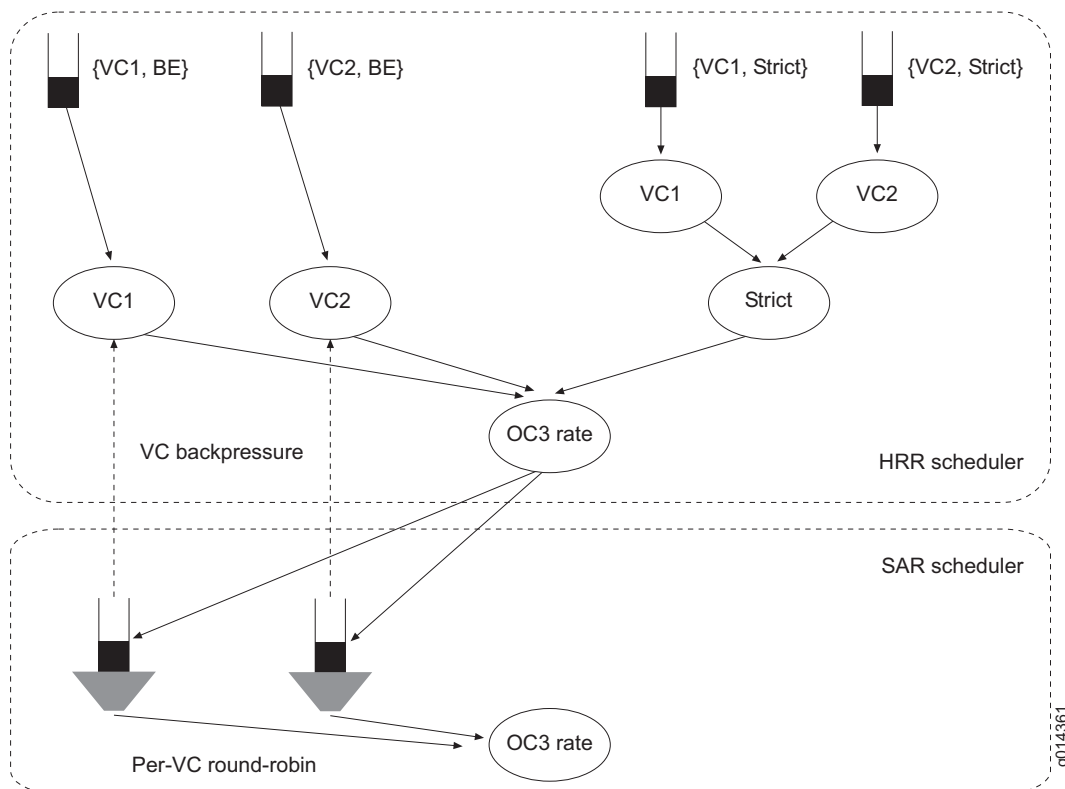 {VC1, BE}
{VC2, BE}
{VC1, Strict}
{VC2, Strict}
VC1
VC2
VC1
VC2
Strict
OC3 rate
VC backpressure
HRR scheduler
SAR scheduler
OC3 rate
Per-VC round-robin
g014361